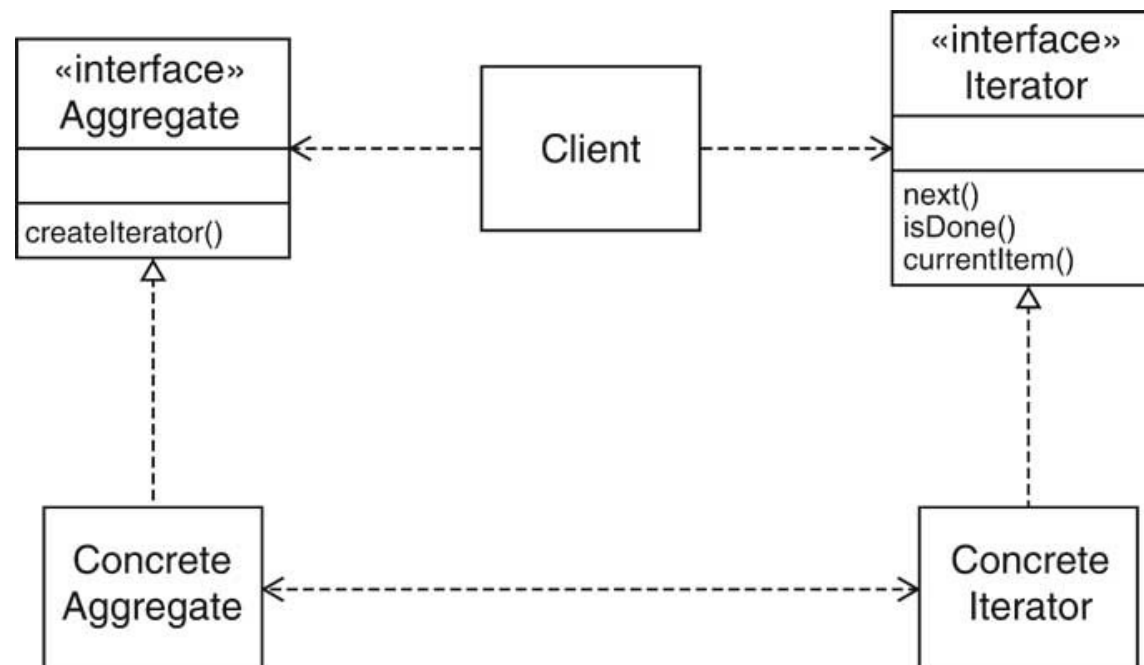 «interface»
Aggregate
createIterator()
Client
«interface»
Iterator
next()
isDone()
currentItem()
Concrete
Aggregate
Concrete
Iterator